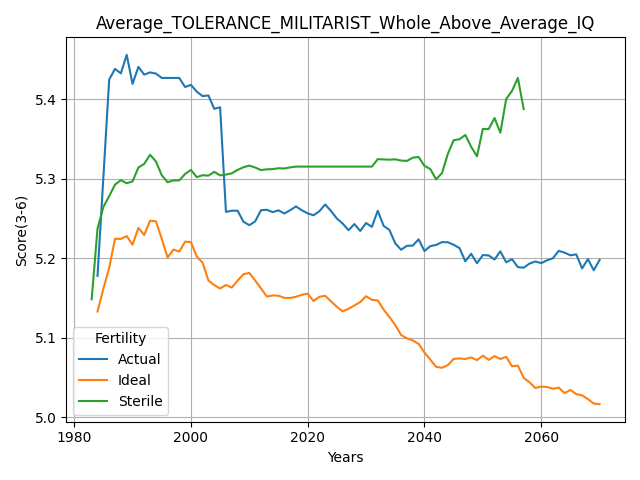 Average_TOLERANCE_MILITARIST_Whole_Above_Average_IQ
Score(3-6)
5.4
5.3
5.2
5.1
5.0
Fertility
Actual
Ideal
Sterile
1980 2000 2020 2040 2060
Years